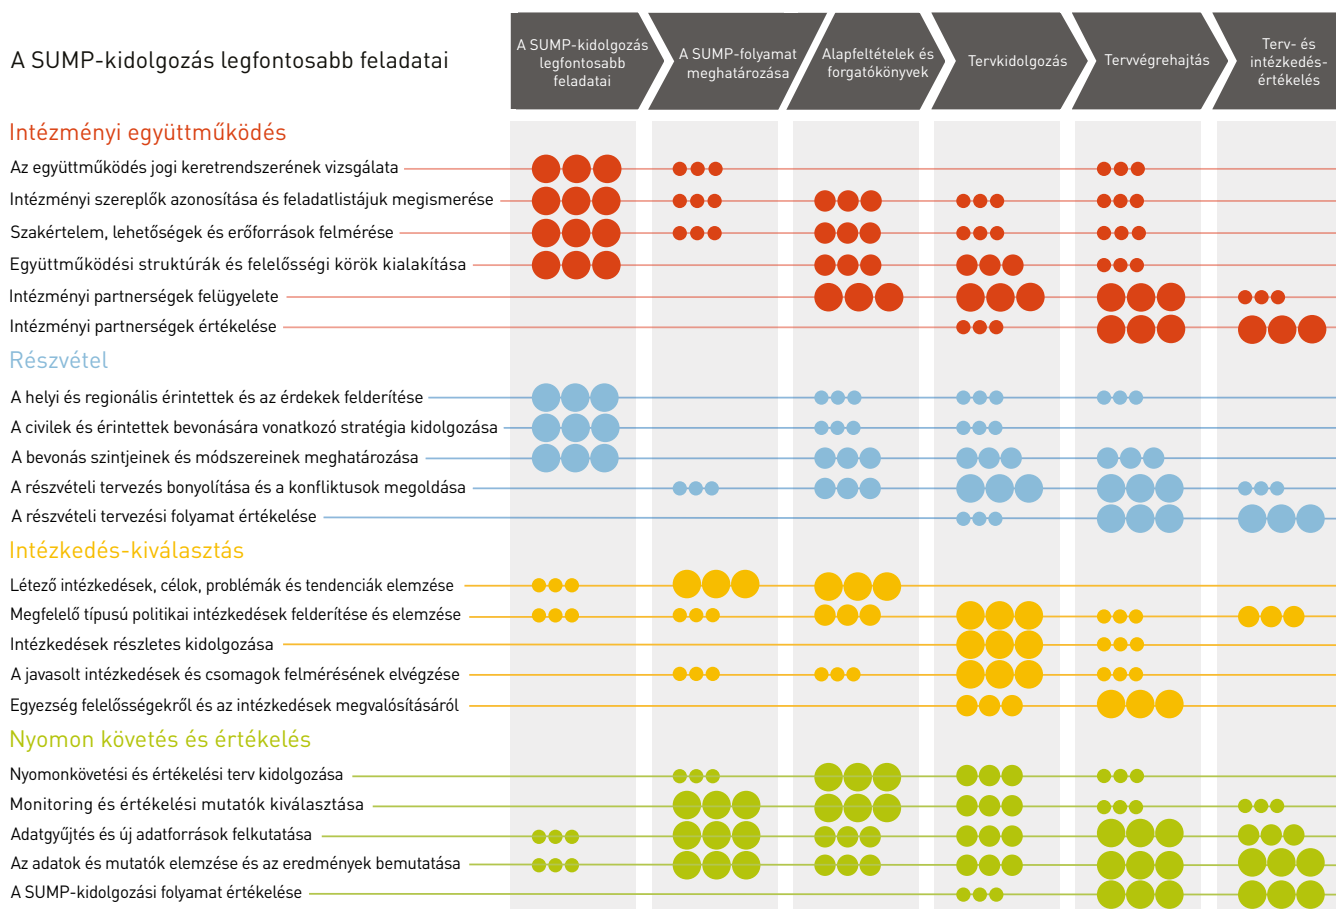 A SUMP-kidolgozás legfontosabb feladatai
A SUMP-kidolgozás
legfontosabb
feladatai
A SUMP-folyamat
meghatározása
Alapfeltételek és
forgatókönyvek
Tervkidolgozás
Tervvégrehajtás
Terv- és
intézkedés-
értékelés
Intézményi együttműködés
Az együttműködés jogi keretrendszerének vizsgálata
Intézményi szereplők azonosítása és feladatlistájuk megismerése
Szakértelem, lehetőségek és erőforrások felmérése
Együttműködési struktúrák és felelősségi körök kialakítása
Intézményi partnerségek felügyelete
Intézményi partnerségek értékelése
Részvétel
A helyi és regionális érintettek és az érdekek felderítése
A civilek és érintettek bevonására vonatkozó stratégia kidolgozása
A bevonás szintjeinek és módszereinek meghatározása
A részvételi tervezés bonyolítása és a konfliktusok megoldása
A részvételi tervezési folyamat értékelése
Intézkedés-kiválasztás
Létező intézkedések, célok, problémák és tendenciák elemzése
Megfelelő típusú politikai intézkedések felderítése és elemzése
Intézkedések részletes kidolgozása
A javasolt intézkedések és csomagok felmérésének elvégzése
Egyezség felelősségekről és az intézkedések megvalósításáról
Nyomon követés és értékelés
Nyomonkövetési és értékelési terv kidolgozása
Monitoring és értékelési mutatók kiválasztása
Adatgyűjtés és új adatforrások felkutatása
Az adatok és mutatók elemzése és az eredmények bemutatása
A SUMP-kidolgozási folyamat értékelése